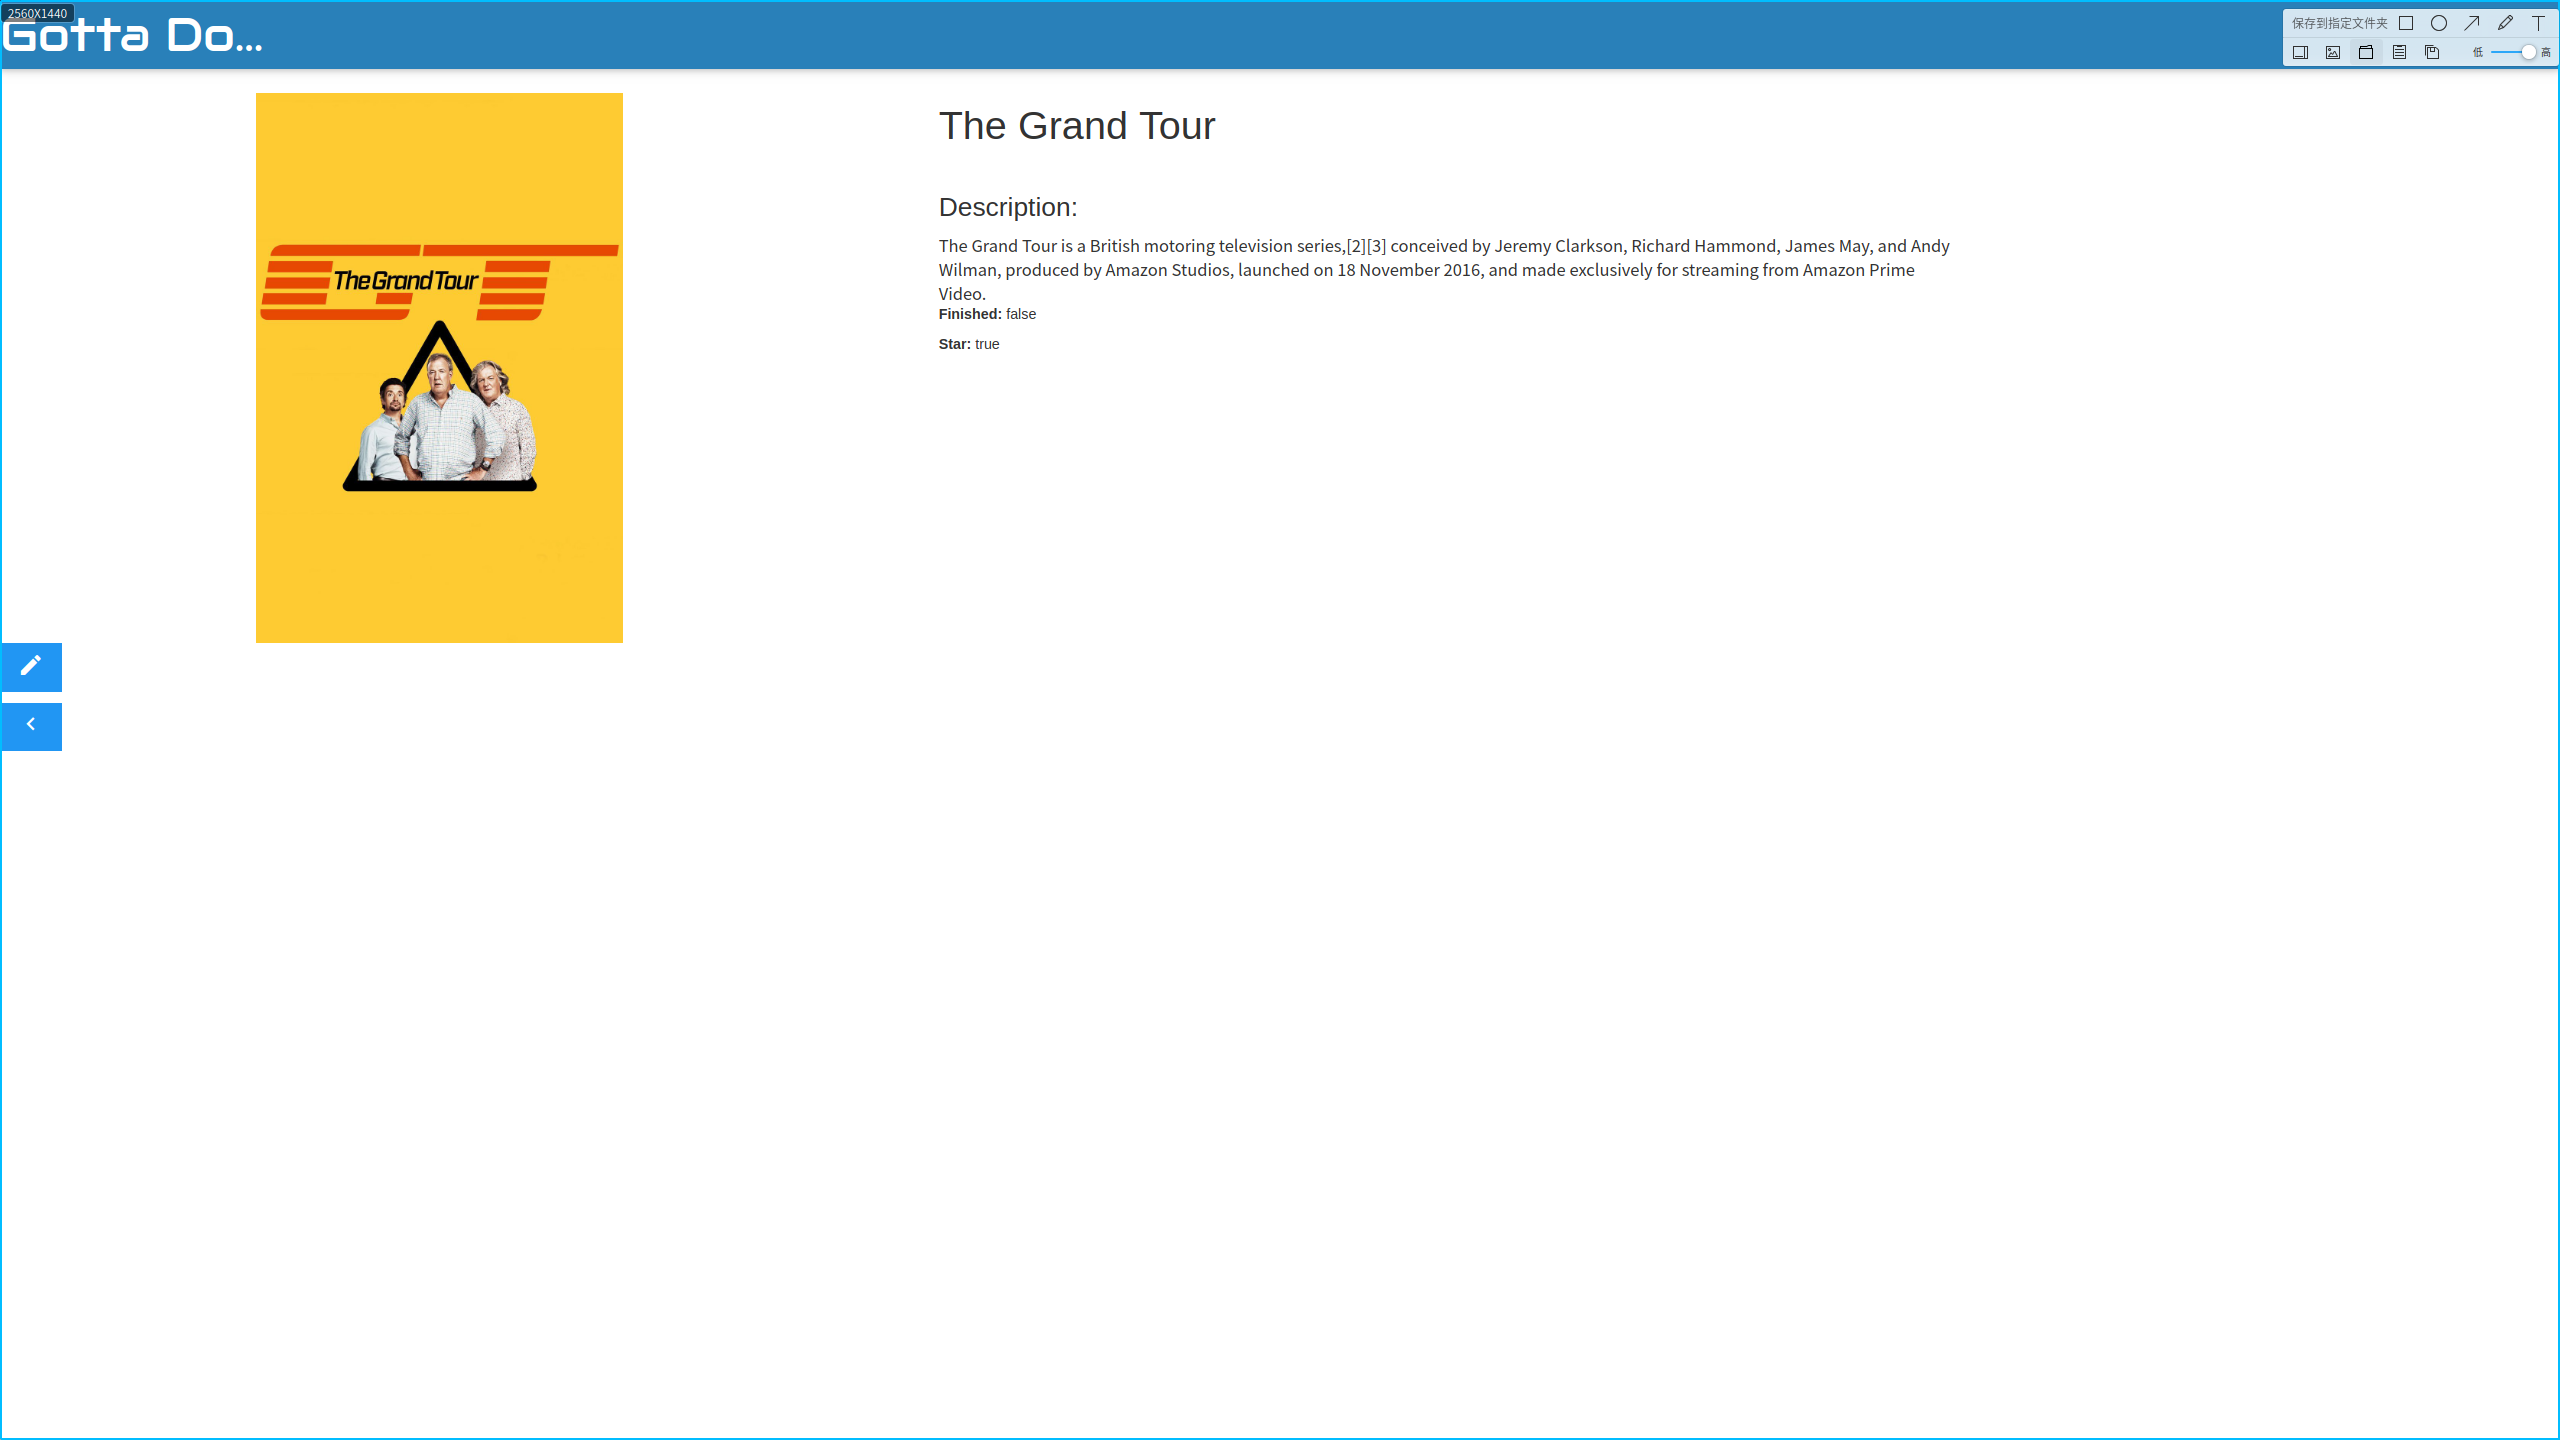 2560X1440
Gotta Do...
保存到指定文件夹
低 高
The Grand Tour
The Grand Tour
Description:
The Grand Tour is a British motoring television series,[2][3] conceived by Jeremy Clarkson, Richard Hammond, James May, and Andy
Wilman, produced by Amazon Studios, launched on 18 November 2016, and made exclusively for streaming from Amazon Prime
Video.
Finished: false
Star: true